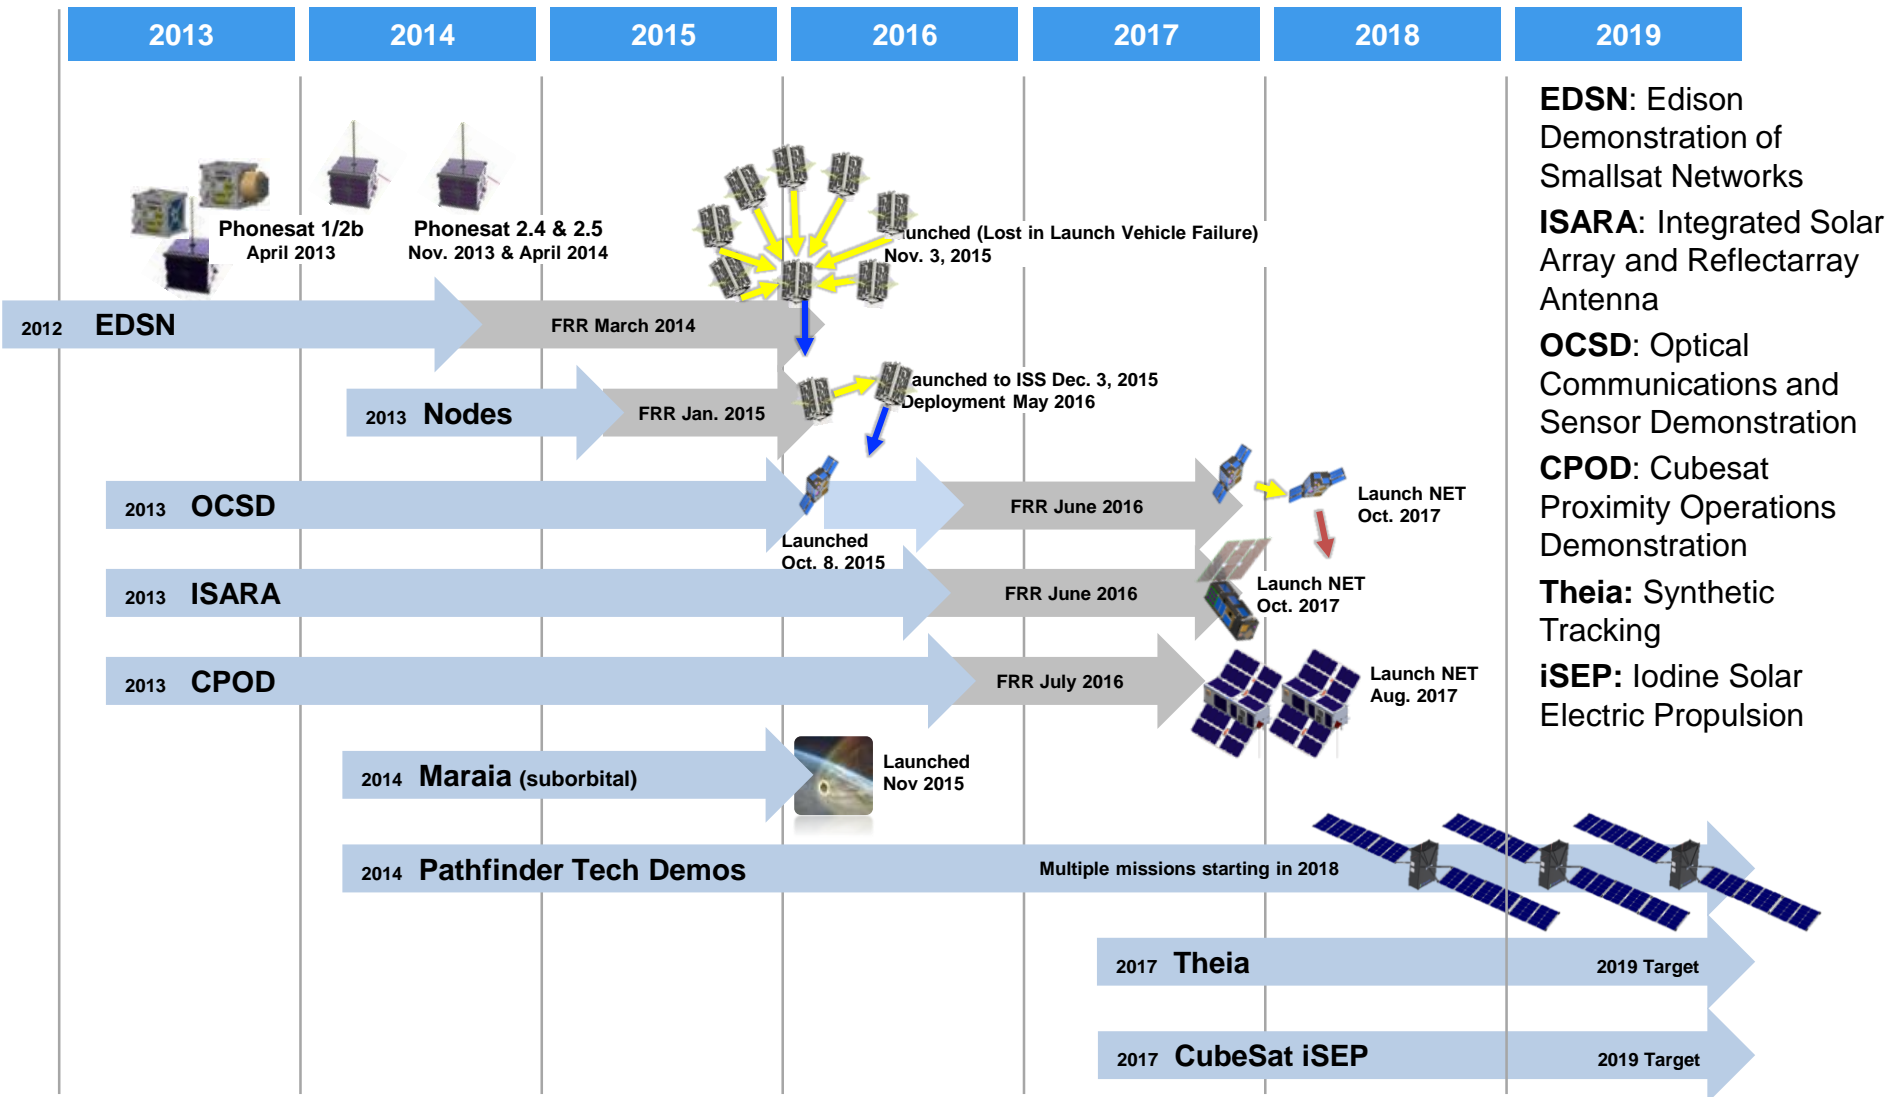 2013 2014 2015 2016 2017 2018 2019
EDSN: Edison
Demonstration of
Smallsat Networks
ISARA: Integrated Solar
Array and Reflectarray
Antenna
OCSD: Optical
Communications and
Sensor Demonstration
CPOD: Cubesat
Proximity Operations
Demonstration
Theia: Synthetic
Tracking
iSEP: Iodine Solar
Electric Propulsion
Phonesat 1/2b
April 2013
Phonesat 2.4 & 2.5
Nov. 2013 & April 2014
(Lost in Launch Vehicle Failure)
Nov. 3, 2015
2012 EDSN FRR March 2014
to ISS Dec. 3, 2015
Deployment May 2016
2013 Nodes FRR Jan. 2015
2013 OCSD FRR June 2016
Launch NET
Oct. 2017
Launched
Oct. 8, 2015
2013 ISARA FRR June 2016
Launch NET
Oct. 2017
2013 CPOD FRR July 2016
Launch NET
Aug. 2017
2014 Maraia (suborbital)
Launched
Nov 2015
2014 Pathfinder Tech Demos Multiple missions starting in 2018
2017 Theia 2019 Target
2017 CubeSat iSEP 2019 Target